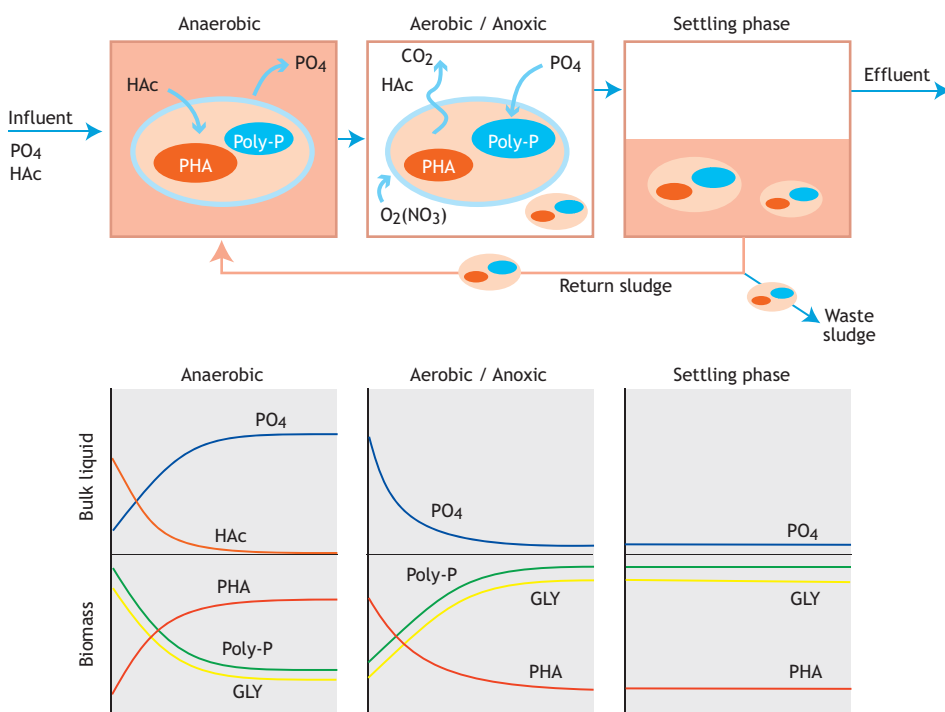 Anaerobic
Aerobic / Anoxic
Settling phase
PO4
CO2
HAc
HAc
PO4
Effluent
Influent
PO4
HAc
Poly-P
PHA
Poly-P
PHA
O2(NO3)
Return sludge
Waste
sludge
Anaerobic
Aerobic / Anoxic
Settling phase
Bulk liquid
PO4
HAc
PO4
PO4
Biomass
PHA
Poly-P
GLY
Poly-P
GLY
PHA
GLY
PHA